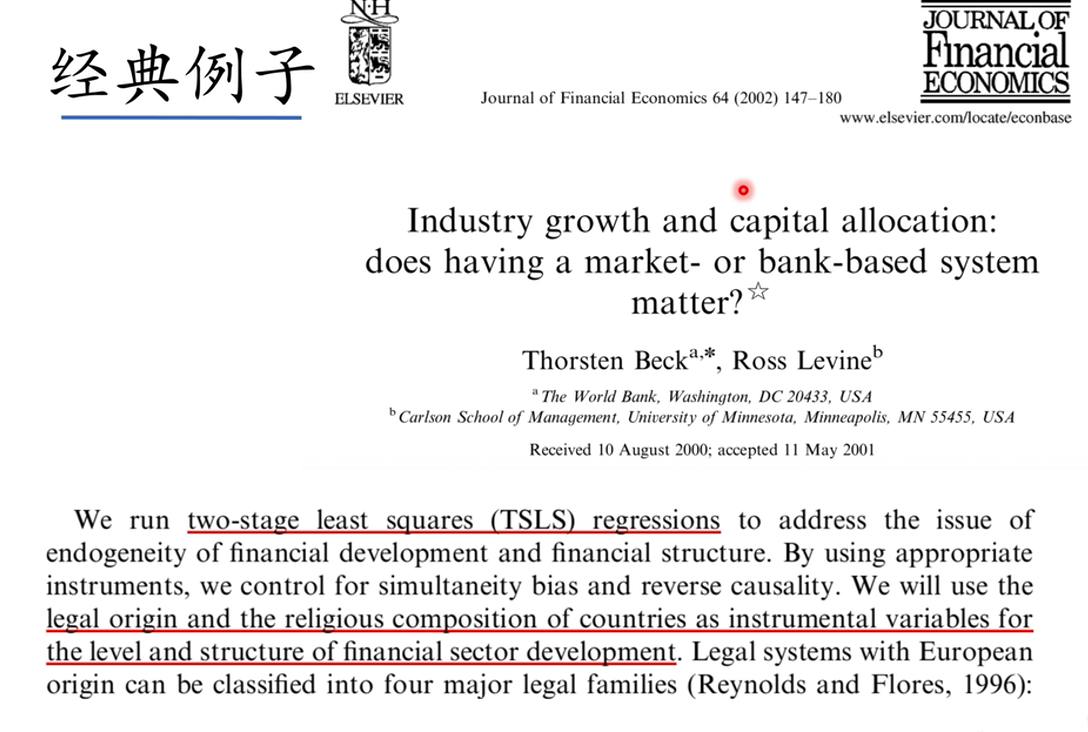 经典例子
N·H
ELSEVIER
Journal of Financial Economics 64 (2002) 147–180
JOURNAL OF
Financial
ECONOMICS
www.elsevier.com/locate/econbase
Industry growth and capital allocation:
does having a market- or bank-based system
matter?☆
Thorsten Beckᵃ,*, Ross Levineᵇ
ᵃ The World Bank, Washington, DC 20433, USA
ᵇ Carlson School of Management, University of Minnesota, Minneapolis, MN 55455, USA
Received 10 August 2000; accepted 11 May 2001
We run two-stage least squares (TSLS) regressions to address the issue of
endogeneity of financial development and financial structure. By using appropriate
instruments, we control for simultaneity bias and reverse causality. We will use the
legal origin and the religious composition of countries as instrumental variables for
the level and structure of financial sector development. Legal systems with European
origin can be classified into four major legal families (Reynolds and Flores, 1996):